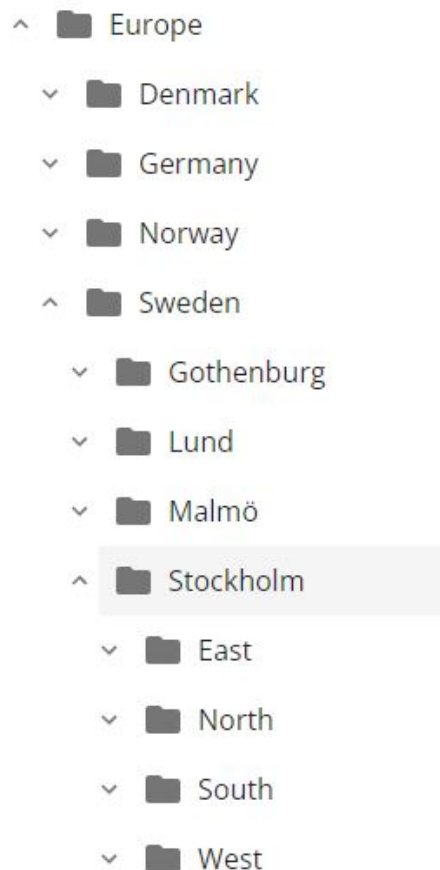 Europe
Denmark
Germany
Norway
Sweden
Gothenburg
Lund
Malmö
Stockholm
East
North
South
West